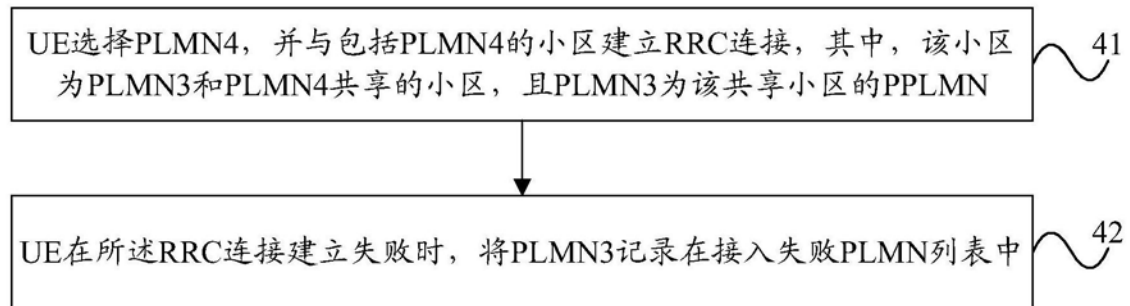 UE选择PLMN4，并与包括PLMN4的小区建立RRC连接，其中，该小区
为PLMN3和PLMN4共享的小区，且PLMN3为该共享小区的PPLMN
41
UE在所述RRC连接建立失败时，将PLMN3记录在接入失败PLMN列表中
42